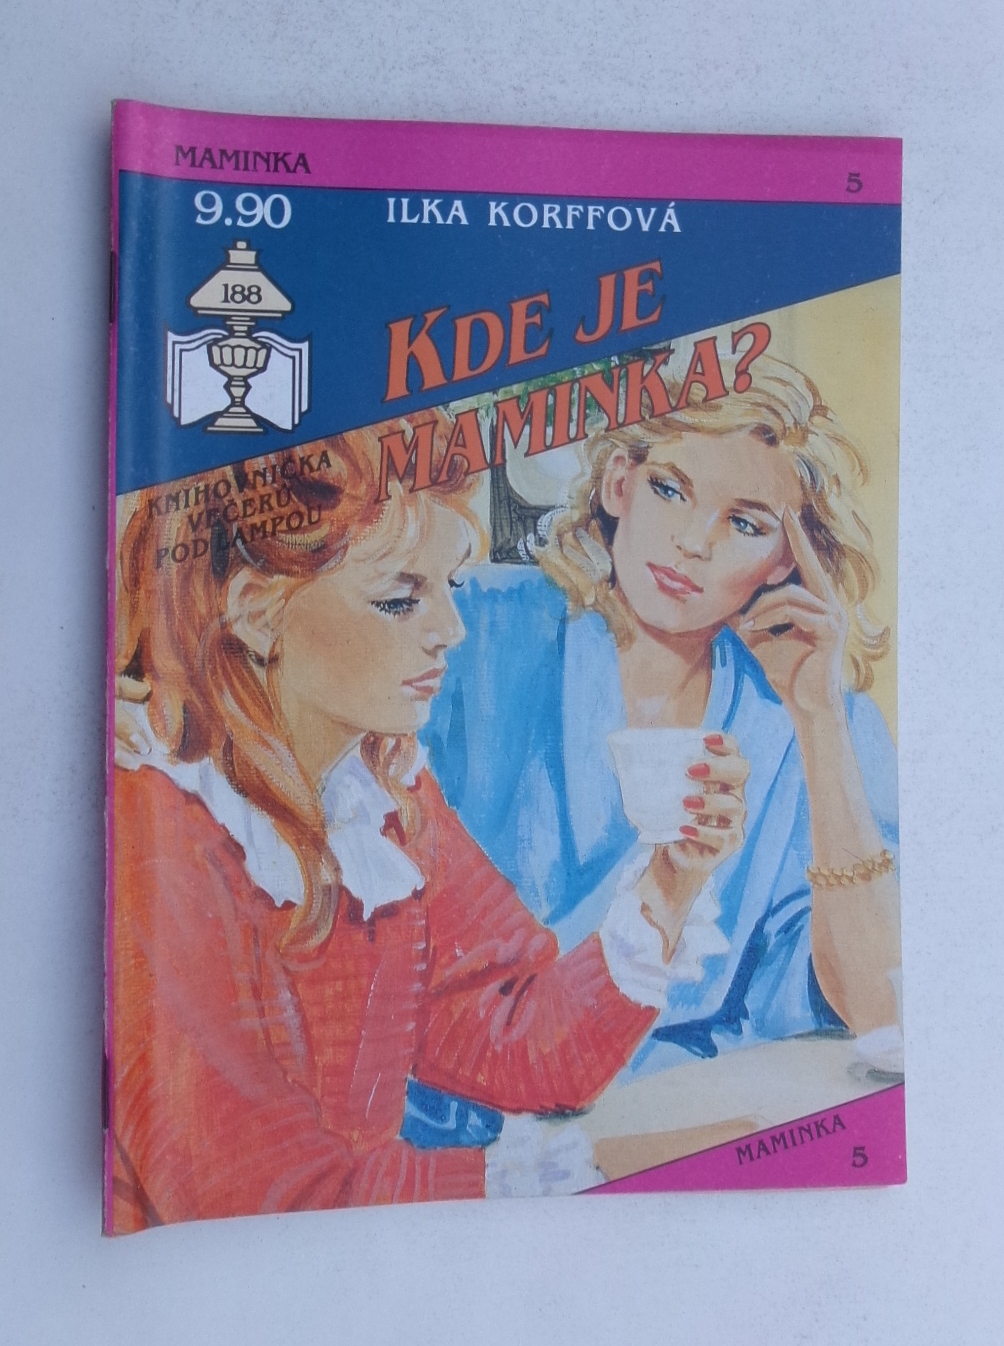 MAMINKA
5
9.90
ILKA KORFFOVÁ
188
KDE JE
MAMINKA?
KNIHOVNIČKA
VEČERŮ
POD LAMPOU
MAMINKA
5